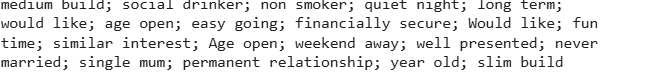 medium build; social drinker; non smoker; quiet night; long term;
would like; age open; easy going; financially secure; Would like; fun
time; similar interest; Age open; weekend away; well presented; never
married; single mum; permanent relationship; year old; slim build